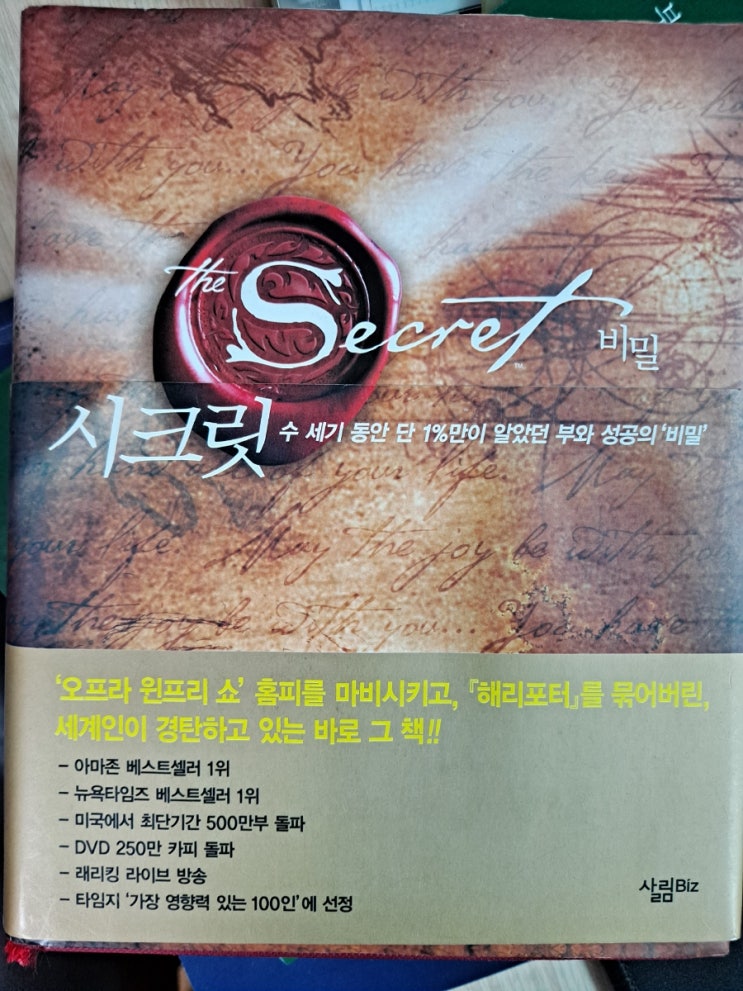 the Secret™ 비밀
시크릿 수 세기 동안 단 1%만이 알았던 부와 성공의 '비밀'
'오프라 윈프리 쇼' 홈피를 마비시키고, 『해리포터』를 묶어버린,
세계인이 경탄하고 있는 바로 그 책!!
- 아마존 베스트셀러 1위
- 뉴욕타임즈 베스트셀러 1위
- 미국에서 최단기간 500만부 돌파
- DVD 250만 카피 돌파
- 래리킹 라이브 방송
- 타임지 '가장 영향력 있는 100인'에 선정
살림Biz